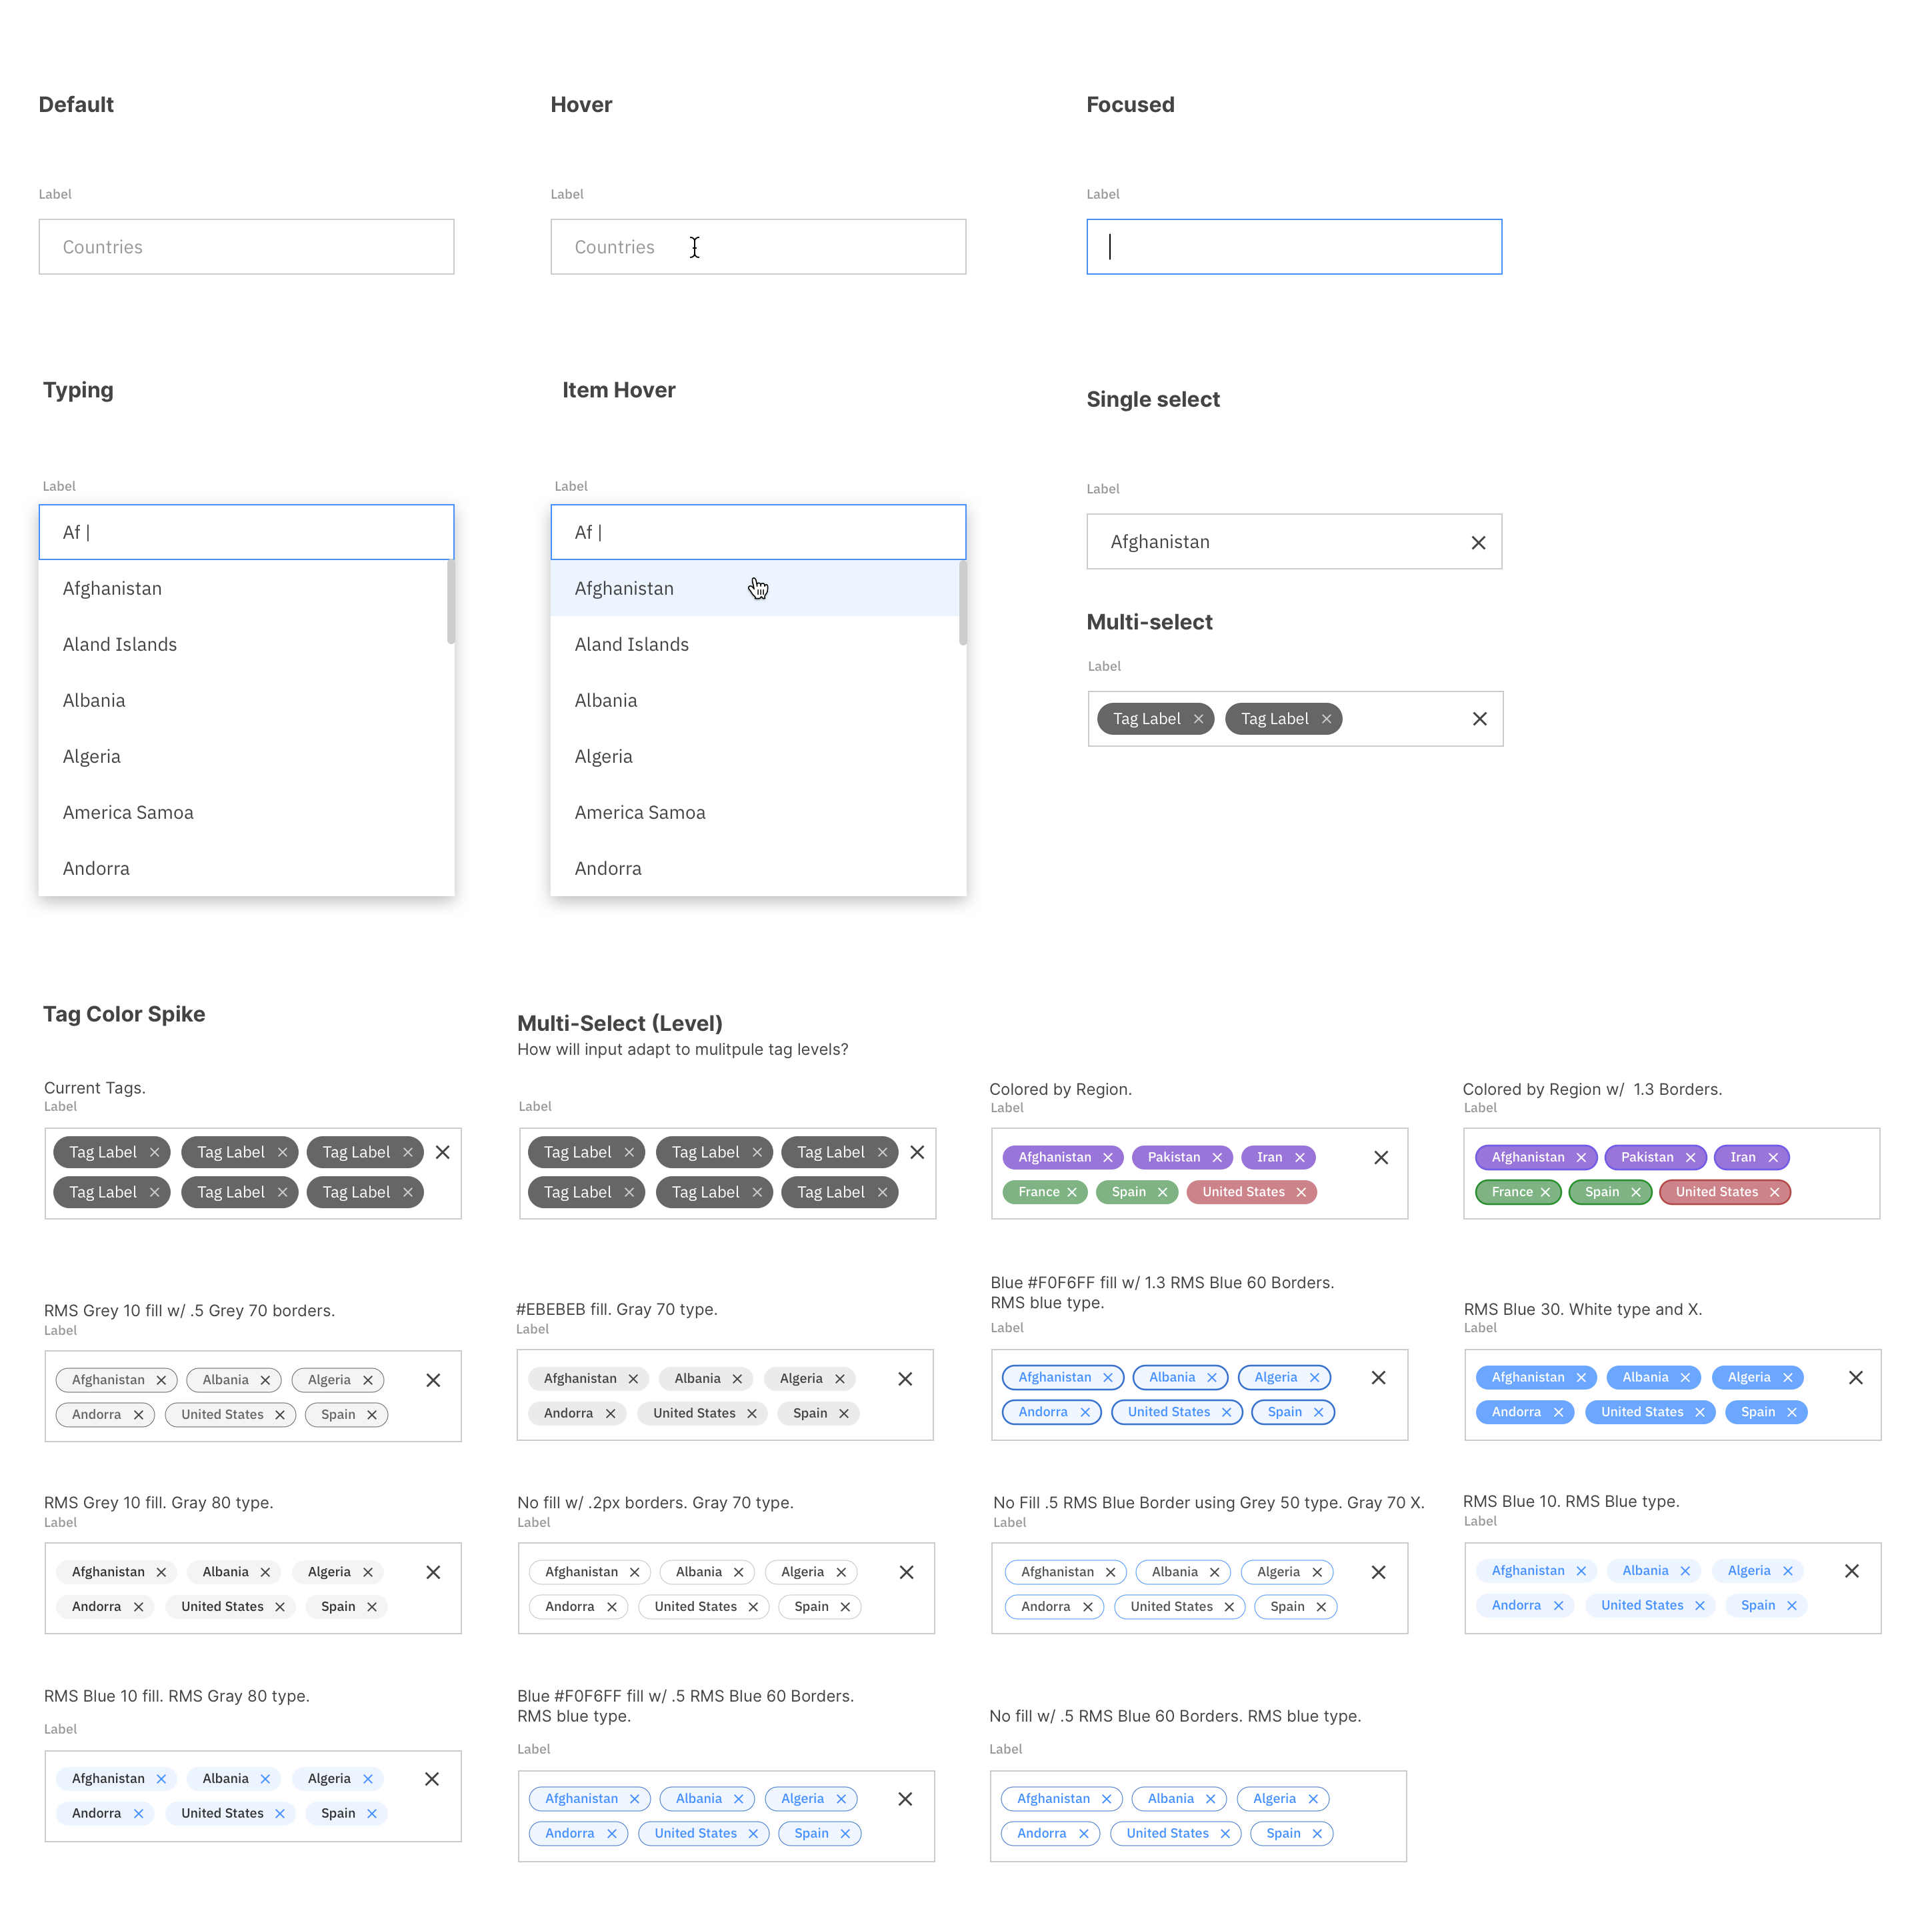 Default
Hover
Focused
Label
Label
Label
Countries
Countries
Typing
Item Hover
Single select
Label
Label
Label
Af |
Af |
Afghanistan
Afghanistan
Afghanistan
Aland Islands
Aland Islands
Albania
Albania
Algeria
Algeria
America Samoa
America Samoa
Andorra
Andorra
Multi-select
Label
Tag Label Tag Label
Tag Color Spike
Multi-Select (Level)
How will input adapt to mulitpule tag levels?
Current Tags.
Label
Tag Label Tag Label Tag Label
Tag Label Tag Label Tag Label
Label
Tag Label Tag Label Tag Label
Tag Label Tag Label Tag Label
Colored by Region.
Label
Afghanistan Pakistan Iran
France Spain United States
Colored by Region w/ 1.3 Borders.
Label
Afghanistan Pakistan Iran
France Spain United States
RMS Grey 10 fill w/ .5 Grey 70 borders.
Label
Afghanistan Albania Algeria
Andorra United States Spain
#EBEBEB fill. Gray 70 type.
Label
Afghanistan Albania Algeria
Andorra United States Spain
Blue #F0F6FF fill w/ 1.3 RMS Blue 60 Borders.
RMS blue type.
Label
Afghanistan Albania Algeria
Andorra United States Spain
RMS Blue 30. White type and X.
Label
Afghanistan Albania Algeria
Andorra United States Spain
RMS Grey 10 fill. Gray 80 type.
Label
Afghanistan Albania Algeria
Andorra United States Spain
No fill w/ .2px borders. Gray 70 type.
Label
Afghanistan Albania Algeria
Andorra United States Spain
No Fill .5 RMS Blue Border using Grey 50 type. Gray 70 X.
Label
Afghanistan Albania Algeria
Andorra United States Spain
RMS Blue 10. RMS Blue type.
Label
Afghanistan Albania Algeria
Andorra United States Spain
RMS Blue 10 fill. RMS Gray 80 type.
Label
Afghanistan Albania Algeria
Andorra United States Spain
Blue #F0F6FF fill w/ .5 RMS Blue 60 Borders.
RMS blue type.
Label
Afghanistan Albania Algeria
Andorra United States Spain
No fill w/ .5 RMS Blue 60 Borders. RMS blue type.
Label
Afghanistan Albania Algeria
Andorra United States Spain